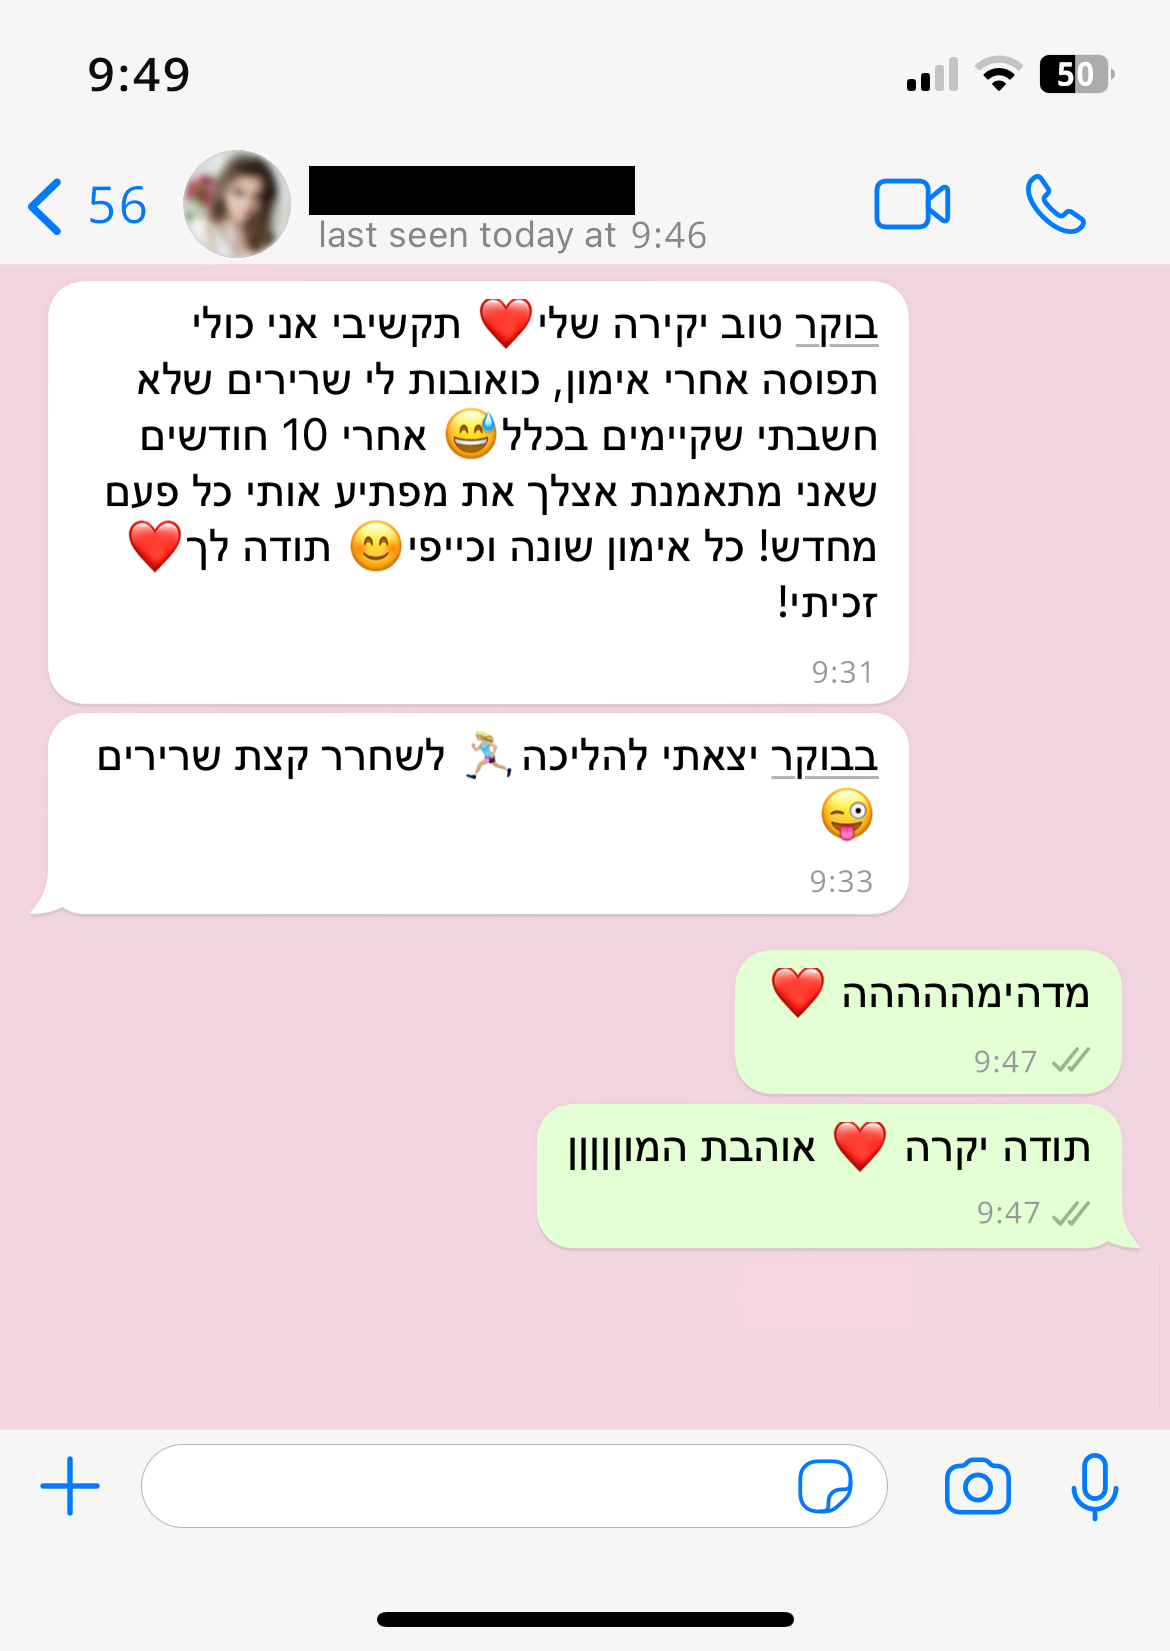 9:49
50
56
last seen today at 9:46
בוקר טוב יקירה שלי❤️ תקשיבי אני כולי
תפוסה אחרי אימון, כואובות לי שרירים שלא
חשבתי שקיימים בכלל😅 אחרי 10 חודשים
שאני מתאמנת אצלך את מפתיע אותי כל פעם
מחדש! כל אימון שונה וכייפי😊 תודה לך❤️
זכיתי!
9:31
בבוקר יצאתי להליכה🏃🏼‍♀️ לשחרר קצת שרירים
😜
9:33
מדהימהההההה ❤️
9:47
תודה יקרה ❤️ אוהבת המוןןןןןן
9:47